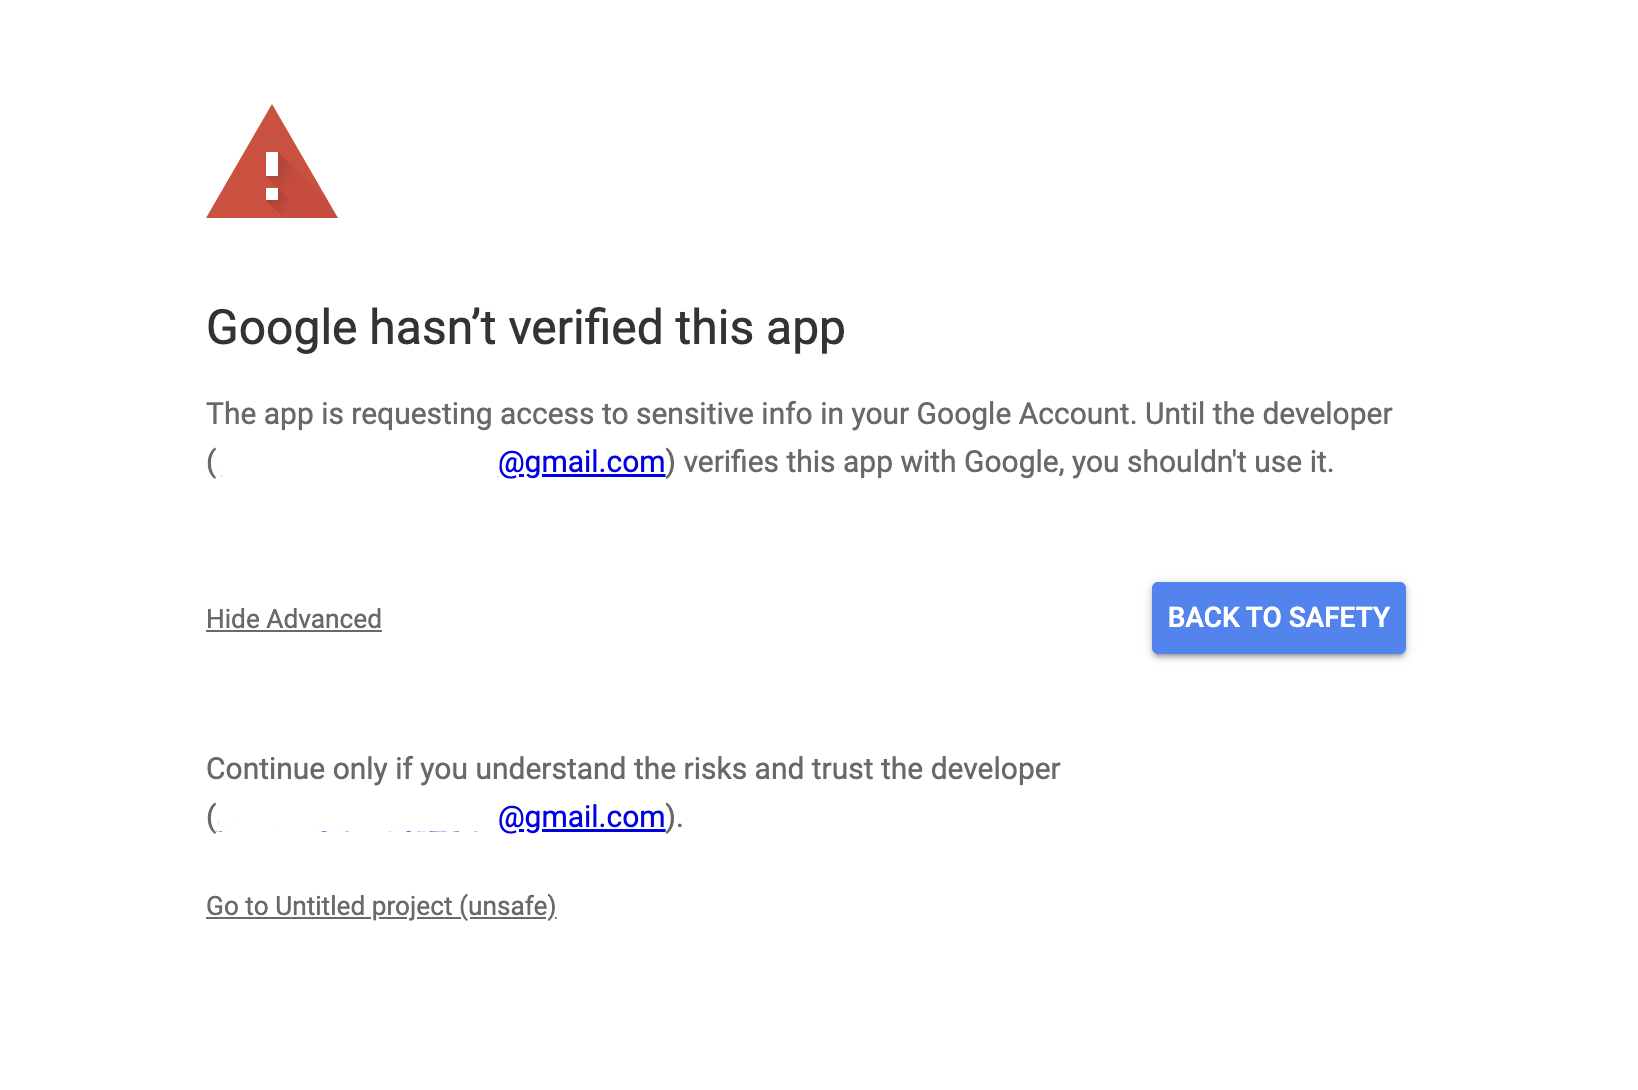 Google hasn’t verified this app
The app is requesting access to sensitive info in your Google Account. Until the developer
( @gmail.com) verifies this app with Google, you shouldn't use it.
Hide Advanced
BACK TO SAFETY
Continue only if you understand the risks and trust the developer
( @gmail.com).
Go to Untitled project (unsafe)